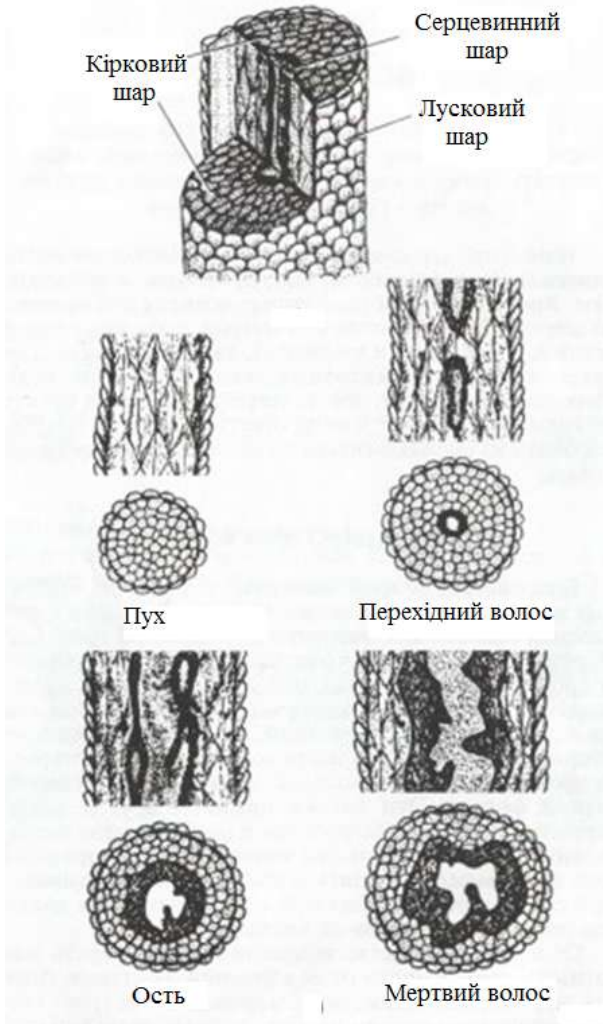 Серцевинний
шар
Кірковий
шар
Лусковий
шар
Пух
Перехідний волос
Ость
Мертвий волос